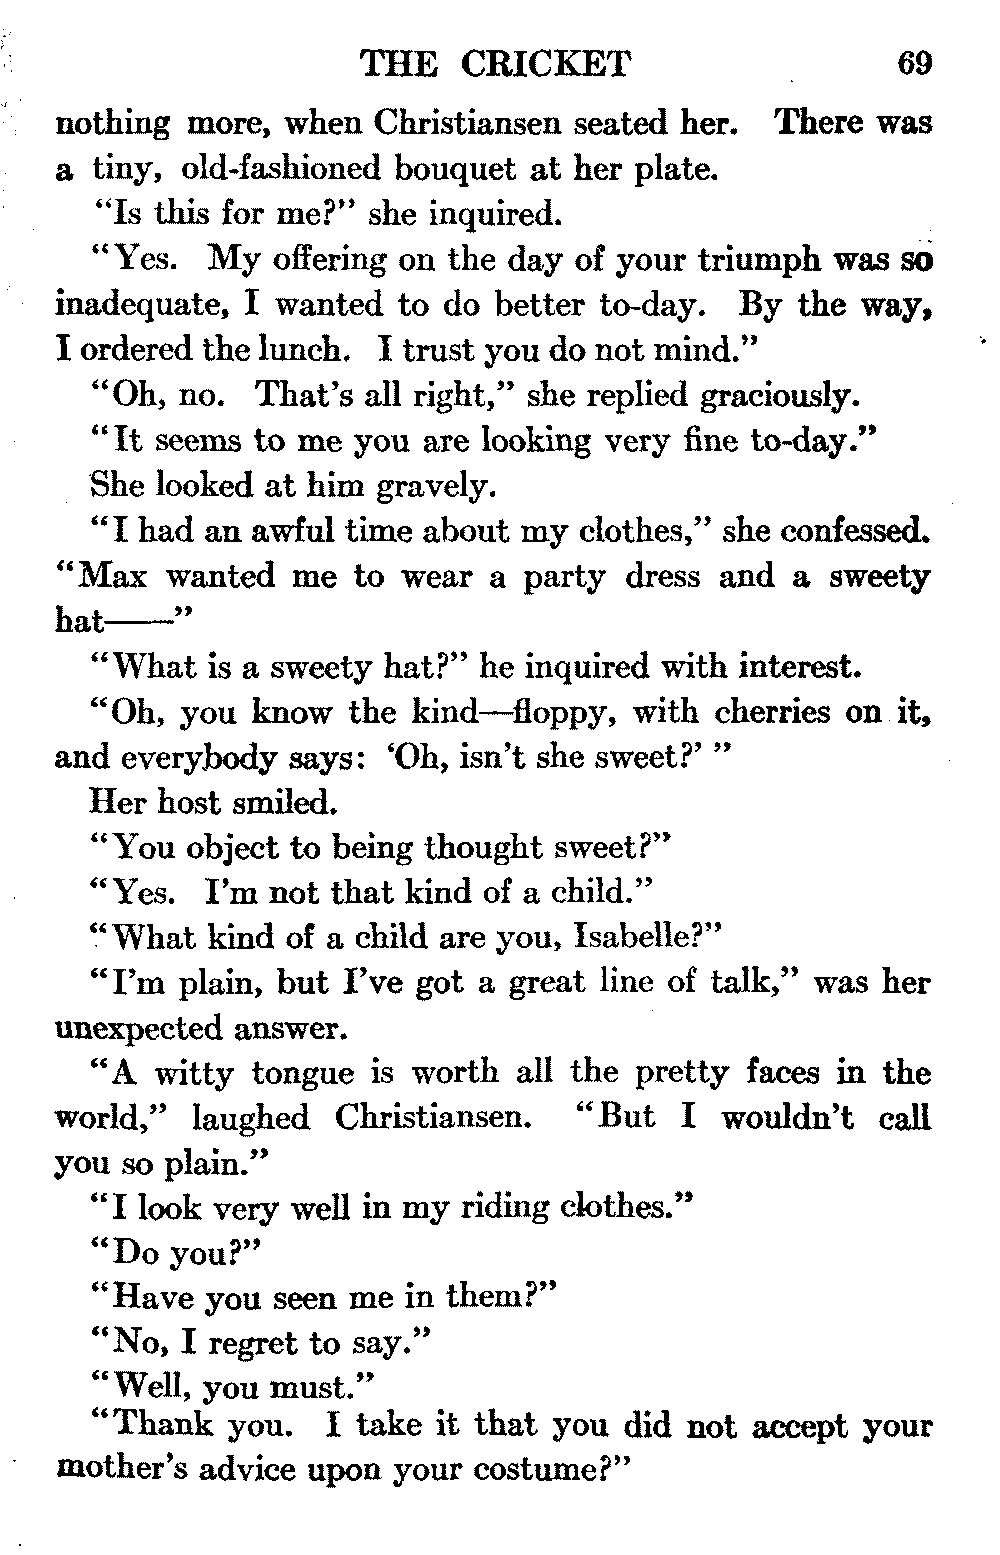 THE CRICKET 69
nothing more, when Christiansen seated her. There was
a tiny, old-fashioned bouquet at her plate.
"Is this for me?" she inquired.
"Yes. My offering on the day of your triumph was so
inadequate, I wanted to do better to-day. By the way,
I ordered the lunch. I trust you do not mind."
"Oh, no. That's all right," she replied graciously.
"It seems to me you are looking very fine to-day."
She looked at him gravely.
"I had an awful time about my clothes," she confessed.
"Max wanted me to wear a party dress and a sweety
hat——"
"What is a sweety hat?" he inquired with interest.
"Oh, you know the kind—floppy, with cherries on it,
and everybody says: 'Oh, isn't she sweet?' "
Her host smiled.
"You object to being thought sweet?"
"Yes. I'm not that kind of a child."
"What kind of a child are you, Isabelle?"
"I'm plain, but I've got a great line of talk," was her
unexpected answer.
"A witty tongue is worth all the pretty faces in the
world," laughed Christiansen. "But I wouldn't call
you so plain."
"I look very well in my riding clothes."
"Do you?"
"Have you seen me in them?"
"No, I regret to say."
"Well, you must."
"Thank you. I take it that you did not accept your
mother's advice upon your costume?"